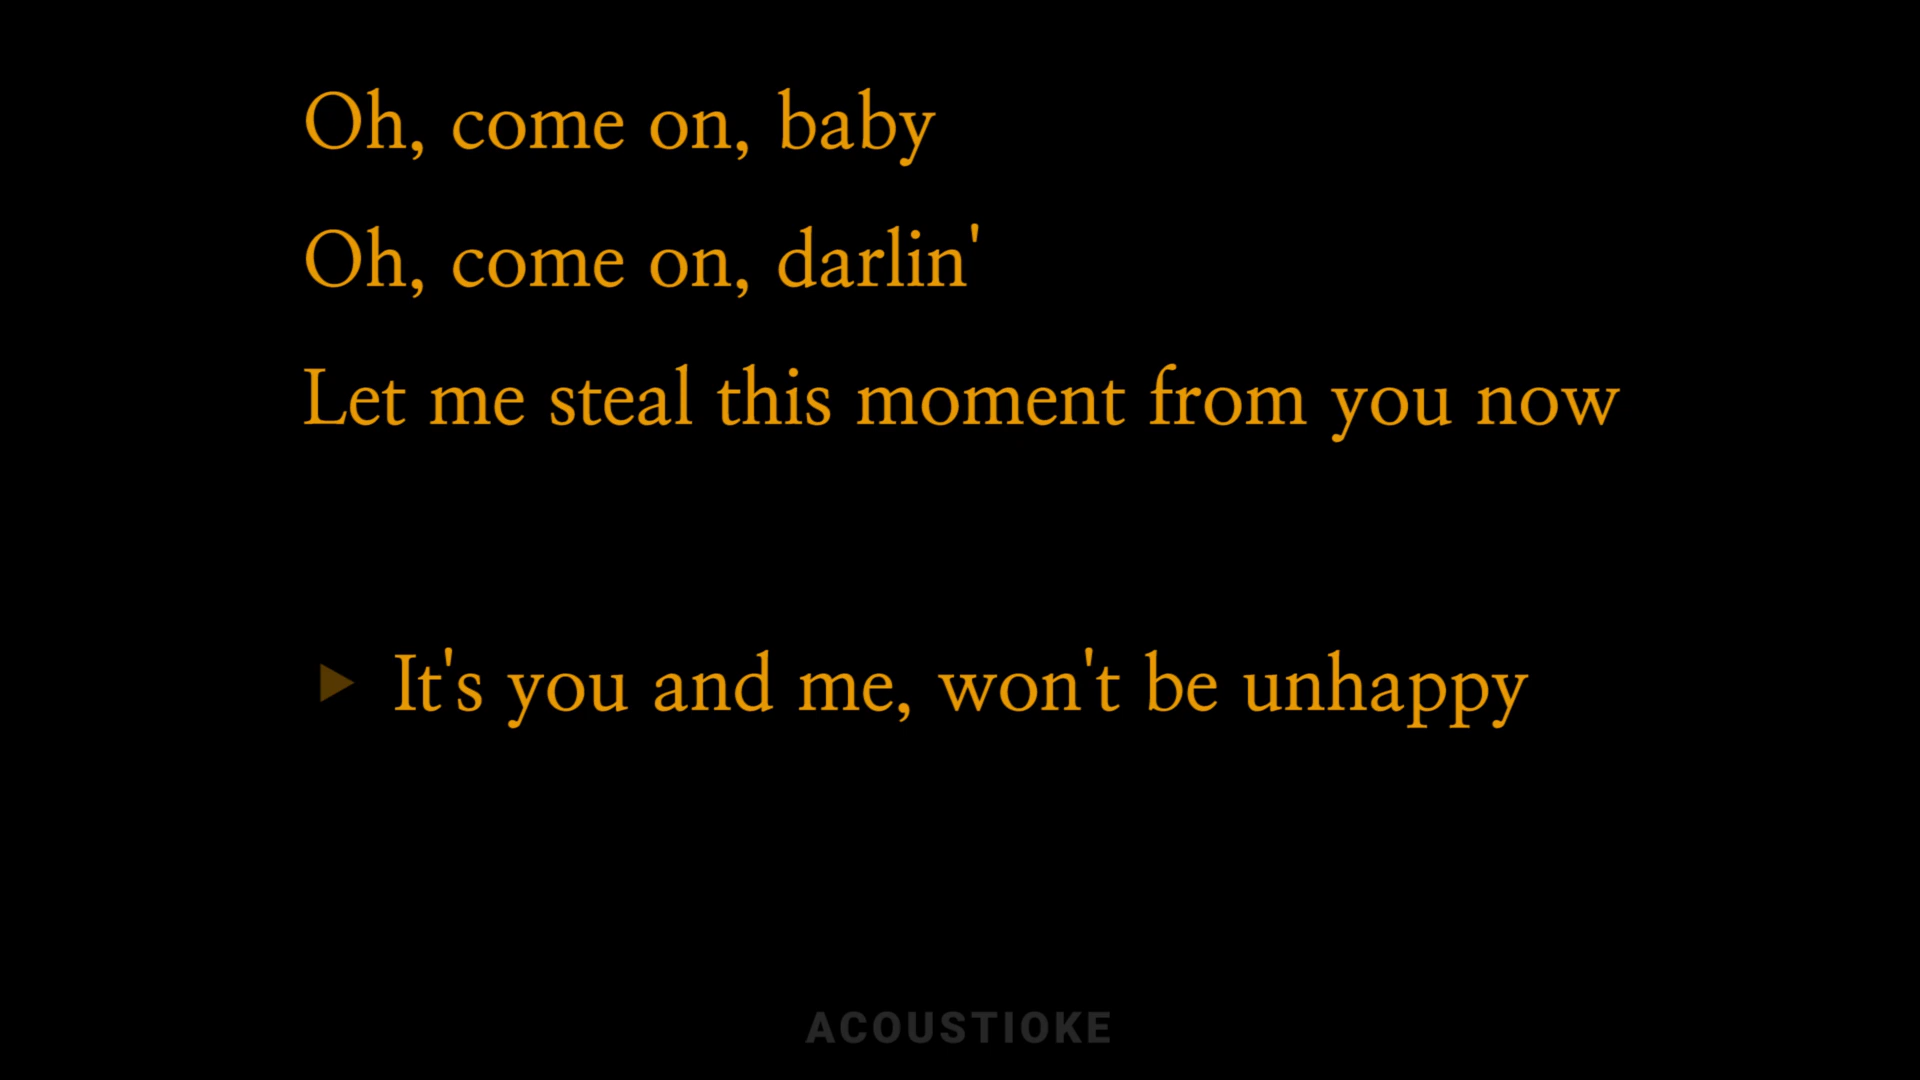 Oh, come on, baby
Oh, come on, darlin'
Let me steal this moment from you now
It's you and me, won't be unhappy
ACOUSTIOKE